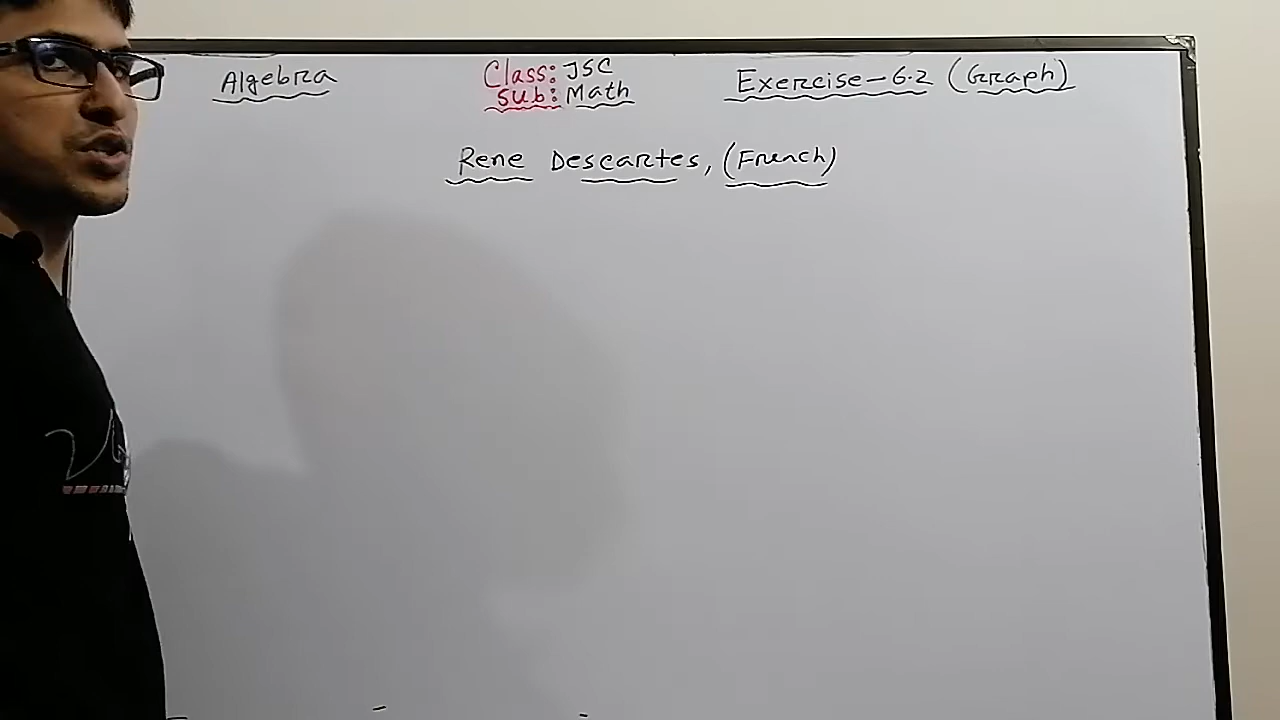 Algebra
Class: JSC
Sub: Math
Exercise-6.2 (Graph)
Rene Descartes, (French)